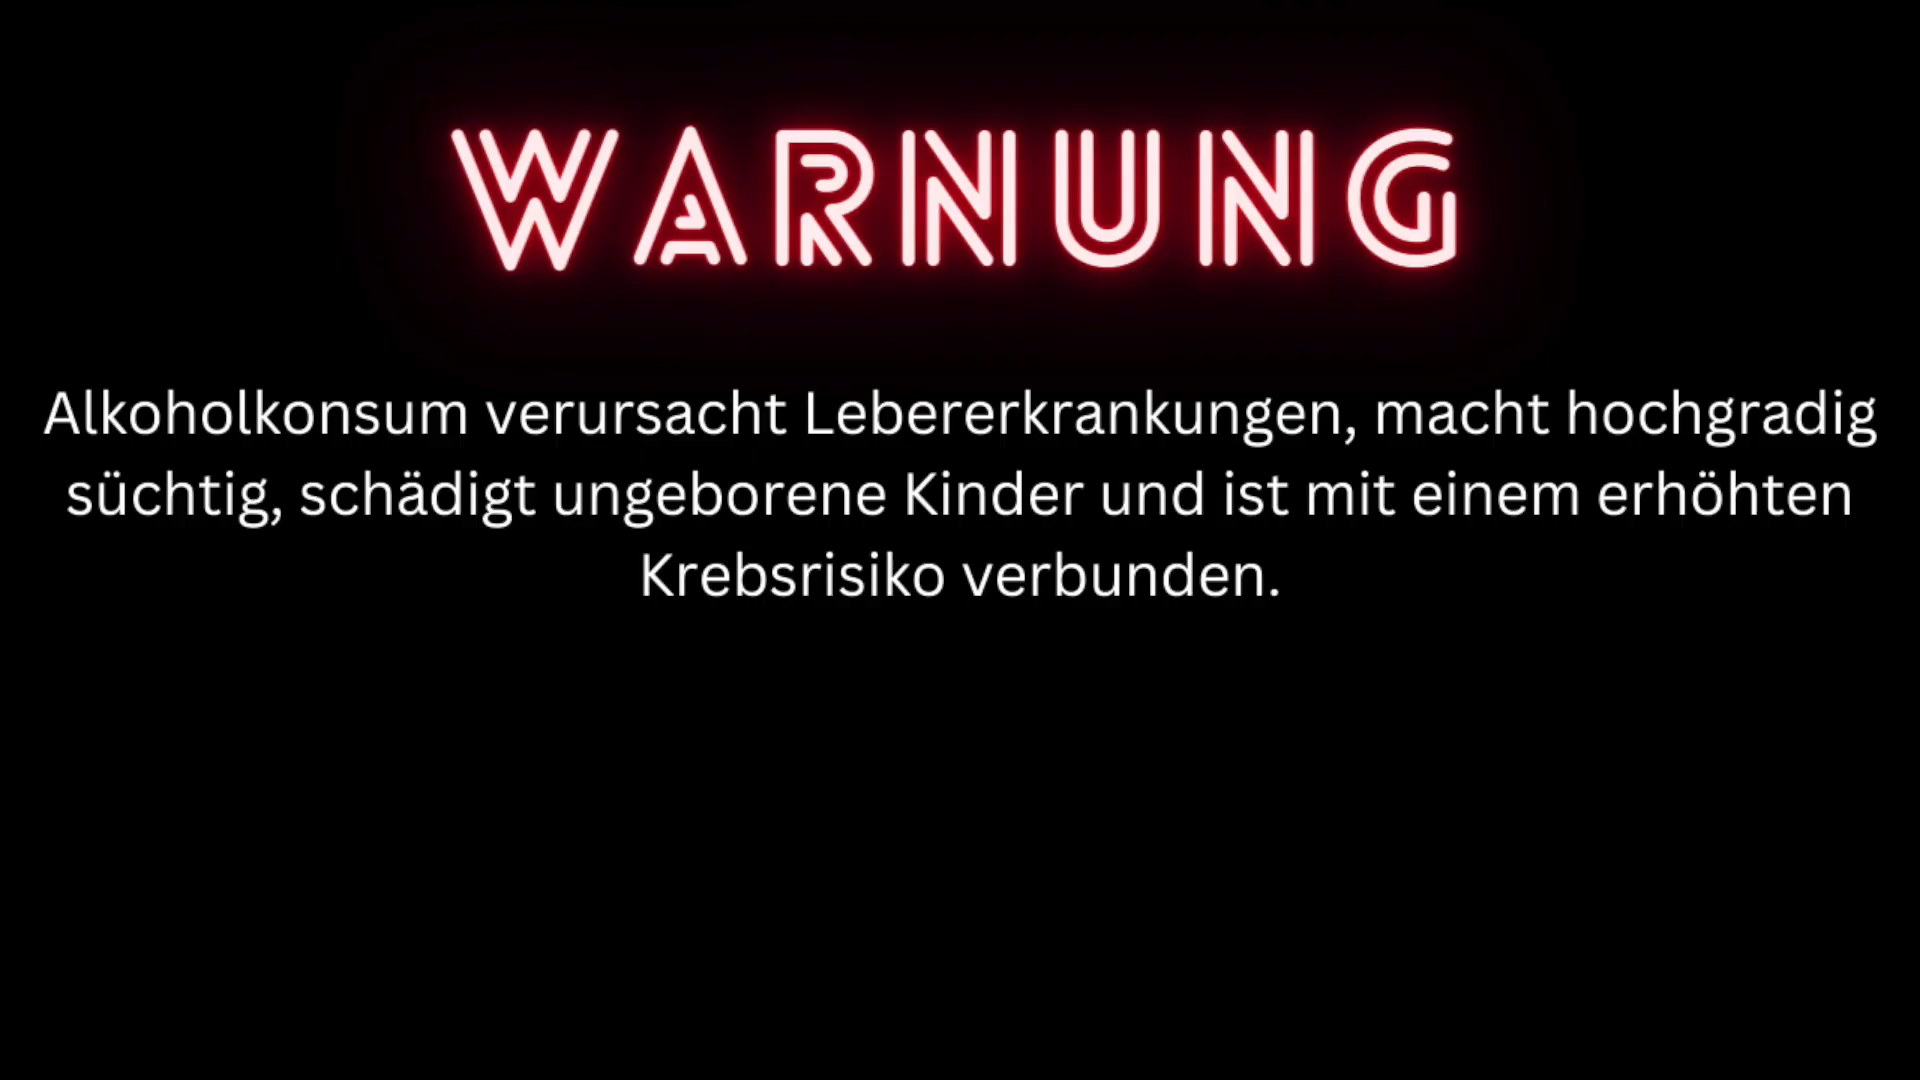 WARNUNG
Alkoholkonsum verursacht Lebererkrankungen, macht hochgradig
süchtig, schädigt ungeborene Kinder und ist mit einem erhöhten
Krebsrisiko verbunden.